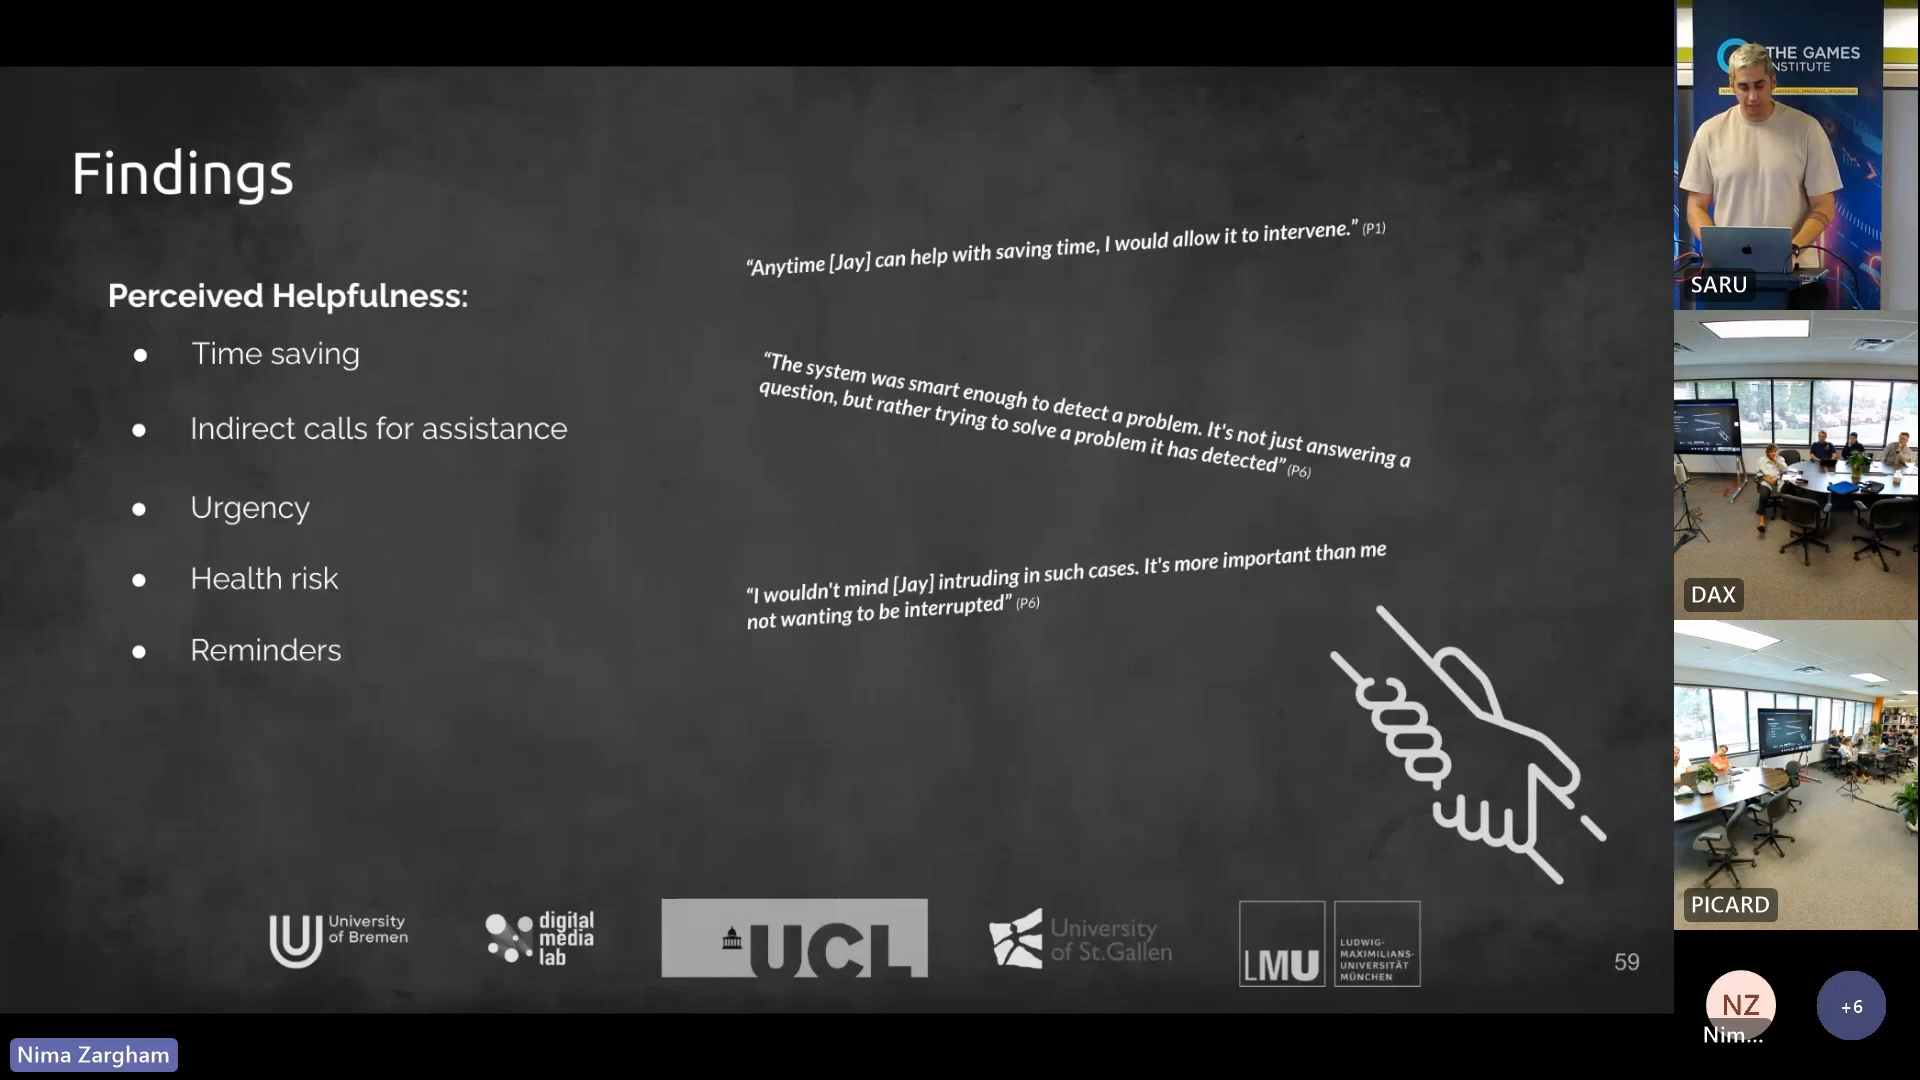 Findings
Perceived Helpfulness:
● Time saving
● Indirect calls for assistance
● Urgency
● Health risk
● Reminders
“Anytime [Jay] can help with saving time, I would allow it to intervene.” (P1)
“The system was smart enough to detect a problem. It's not just answering a
question, but rather trying to solve a problem it has detected” (P6)
“I wouldn't mind [Jay] intruding in such cases. It's more important than me
not wanting to be interrupted” (P6)
University
of Bremen
digital
media
lab
UCL
University
of St.Gallen
LMU
LUDWIG-
MAXIMILIANS-
UNIVERSITÄT
MÜNCHEN
59
Nima Zargham
THE GAMES
INSTITUTE
SARU
DAX
PICARD
NZ
Nim...
+6